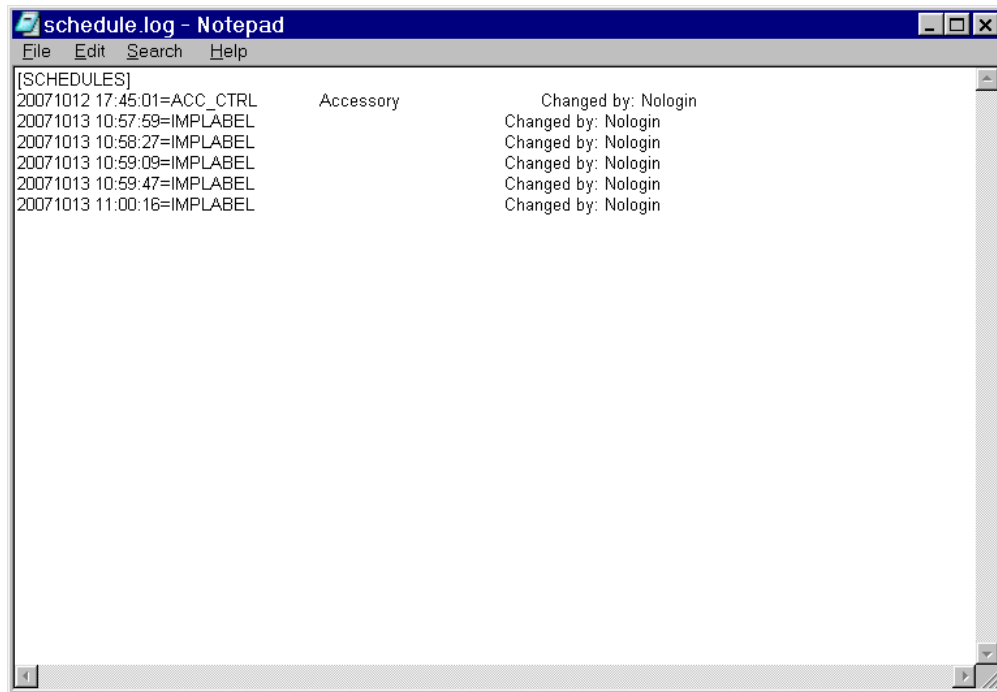 schedule.log - Notepad
File Edit Search Help
[SCHEDULES]
20071012 17:45:01=ACC_CTRL Accessory Changed by: Nologin
20071013 10:57:59=IMPLABEL Changed by: Nologin
20071013 10:58:27=IMPLABEL Changed by: Nologin
20071013 10:59:09=IMPLABEL Changed by: Nologin
20071013 10:59:47=IMPLABEL Changed by: Nologin
20071013 11:00:16=IMPLABEL Changed by: Nologin